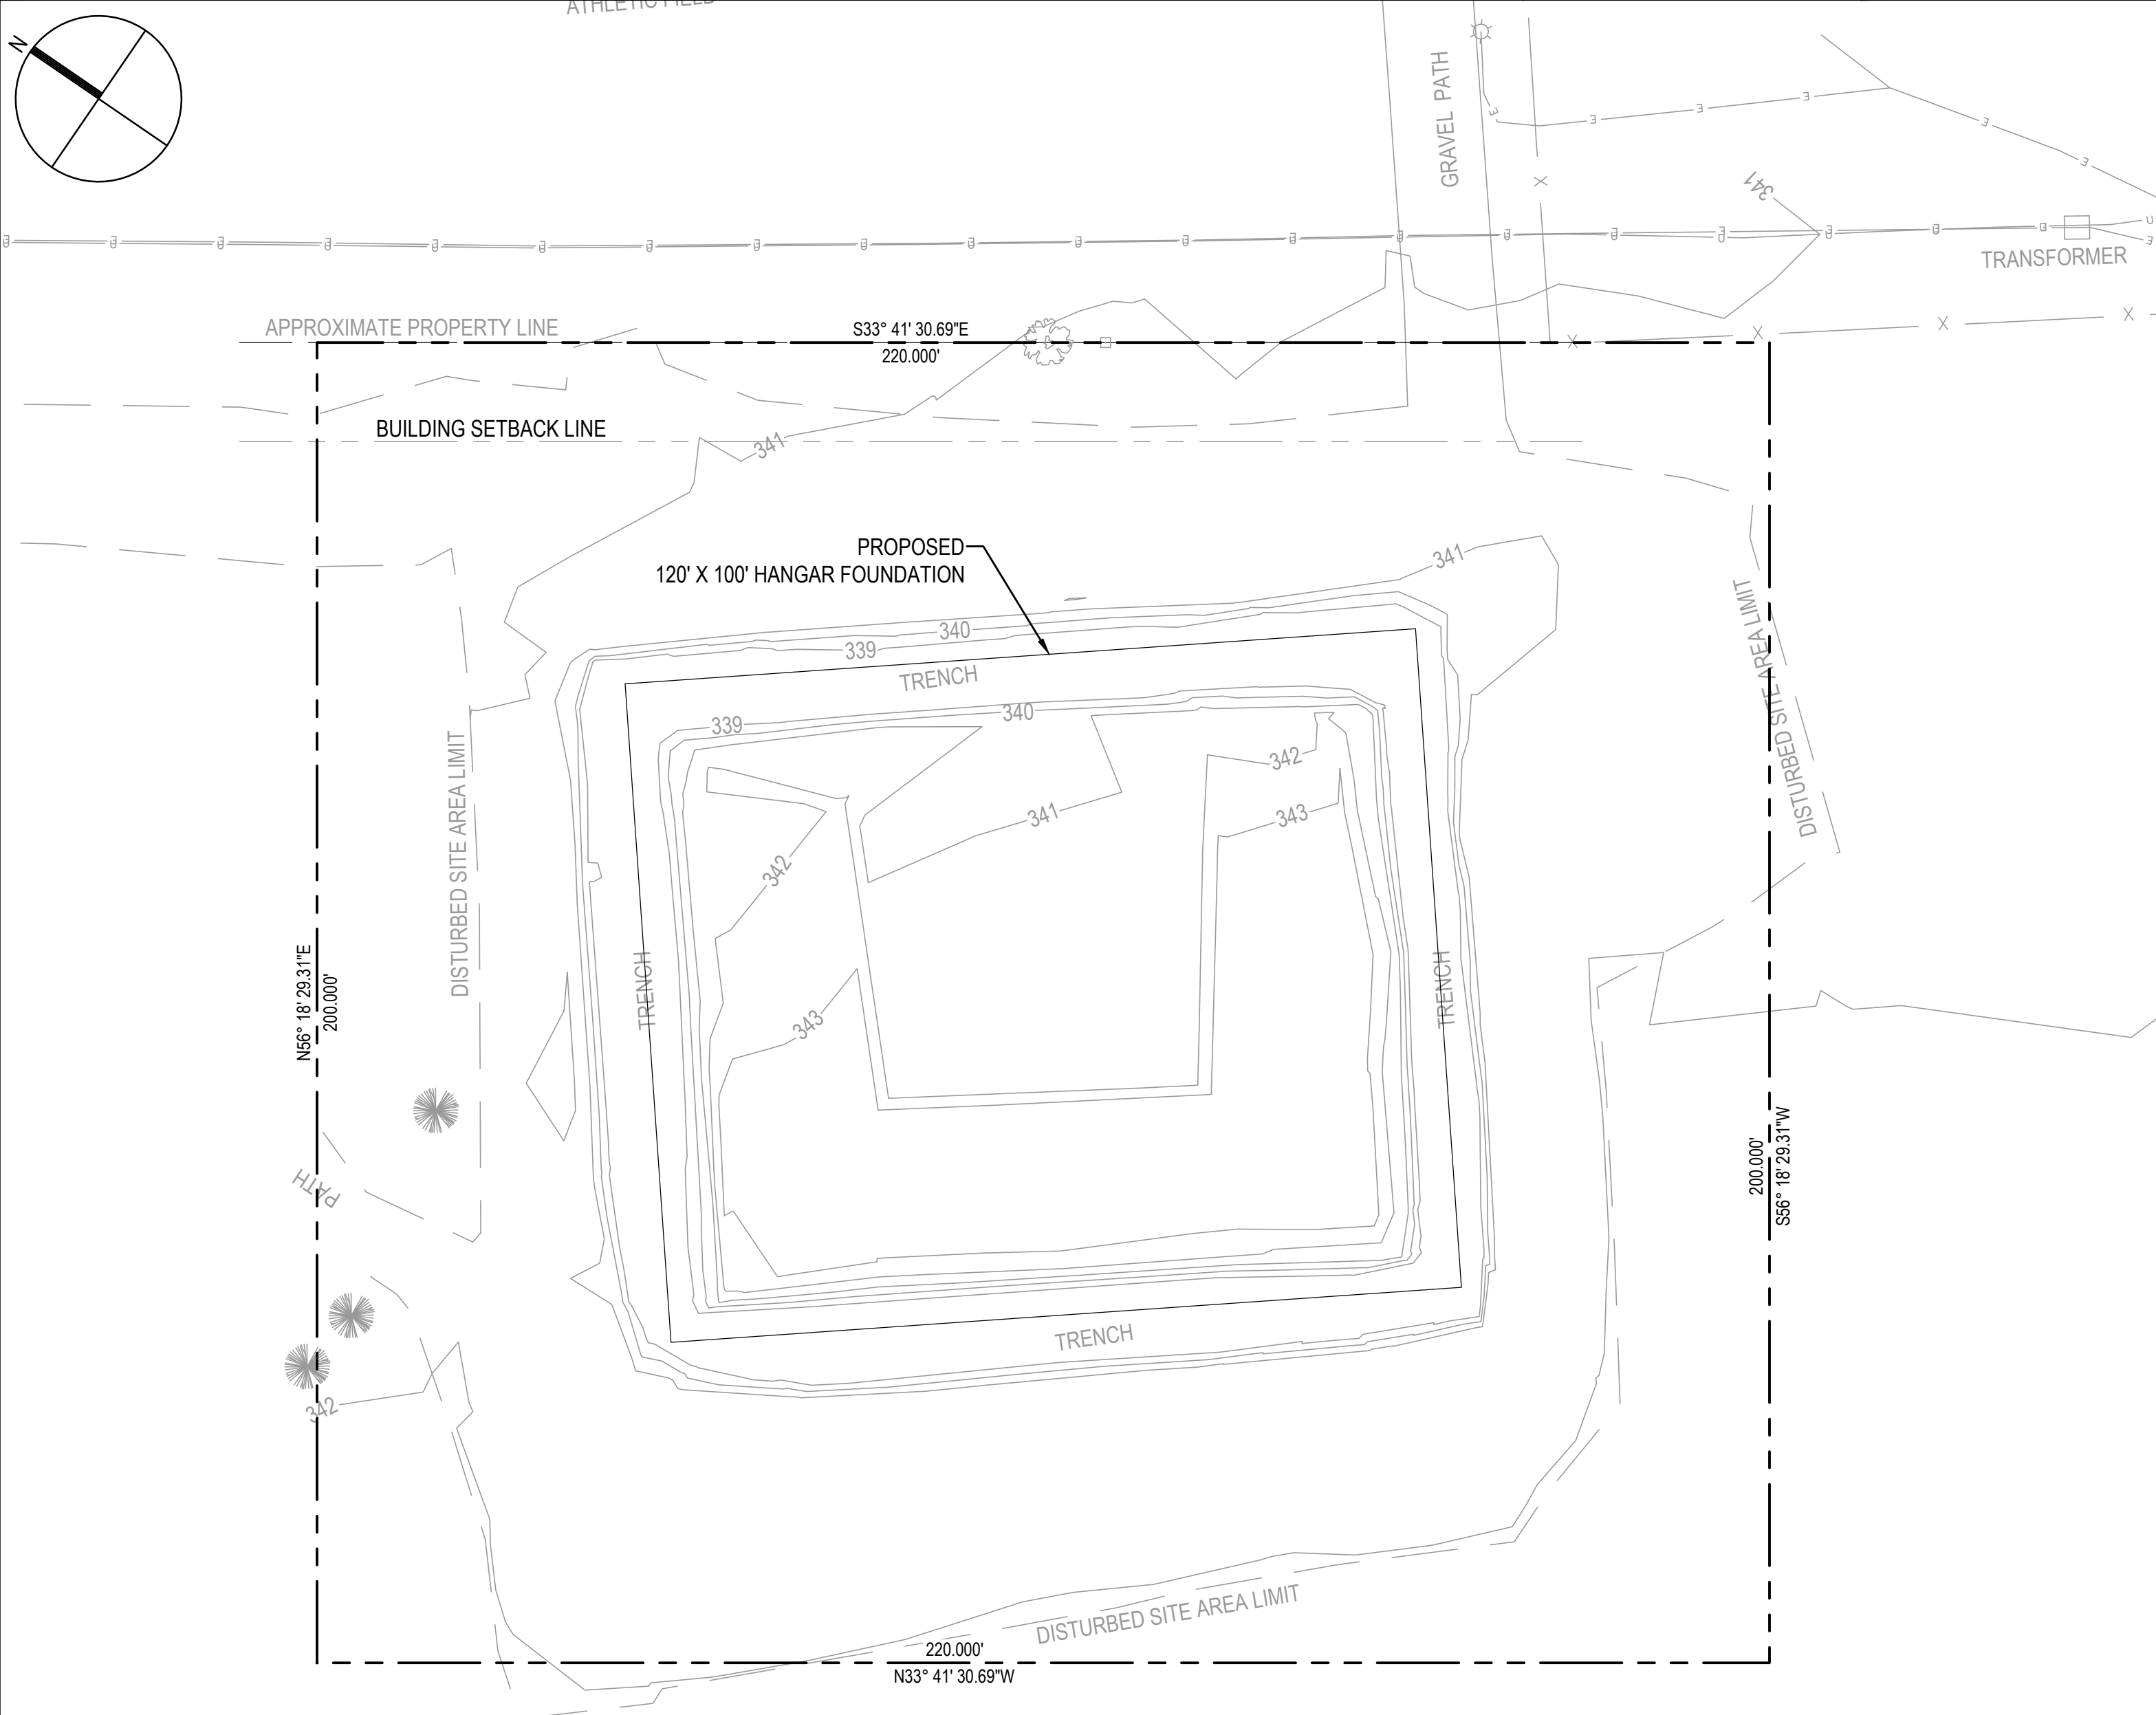 ATHLETIC FIELD
N
GRAVEL PATH
E
E
E
E
E
E
341
TRANSFORMER
APPROXIMATE PROPERTY LINE
S33° 41' 30.69"E
220.000'
X
X
X
X
X
BUILDING SETBACK LINE
341
PROPOSED
120' X 100' HANGAR FOUNDATION
341
340
339
TRENCH
339
340
342
341
343
342
343
DISTURBED SITE AREA LIMIT
DISTURBED SITE AREA LIMIT
TRENCH
TRENCH
N56° 18' 29.31"E
200.000'
200.000'
S56° 18' 29.31"W
PATH
342
TRENCH
DISTURBED SITE AREA LIMIT
220.000'
N33° 41' 30.69"W